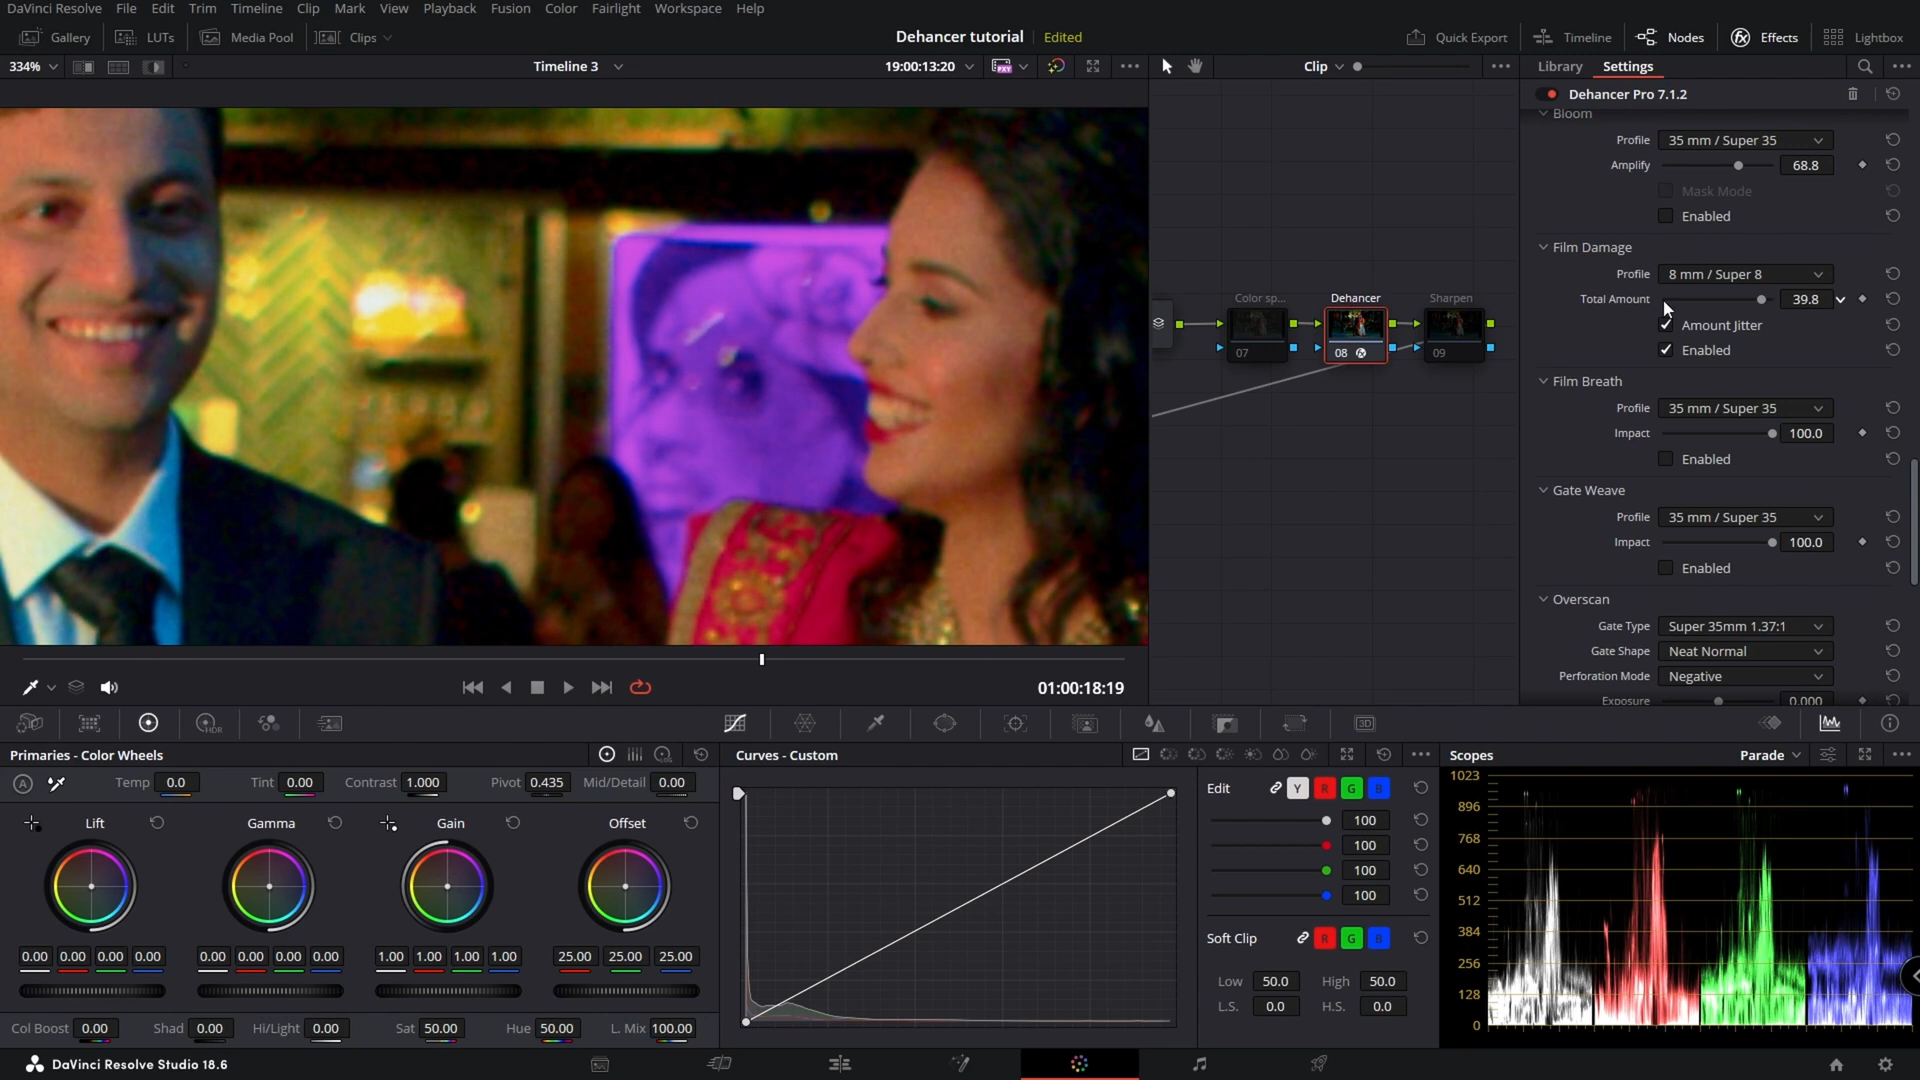 DaVinci Resolve File Edit Trim Timeline Clip Mark View Playback Fusion Color Fairlight Workspace Help
Gallery LUTs Media Pool Clips Dehancer tutorial Edited Quick Export Timeline Nodes Effects Lightbox
334% Timeline 3 19:00:13:20 Clip Library Settings
Dehancer Pro 7.1.2
Bloom
Profile 35 mm / Super 35
Amplify 68.8
Mask Mode
Enabled
Film Damage
Profile 8 mm / Super 8
Total Amount 39.8
Amount Jitter
Enabled
Film Breath
Profile 35 mm / Super 35
Impact 100.0
Enabled
Gate Weave
Profile 35 mm / Super 35
Impact 100.0
Enabled
Overscan
Gate Type Super 35mm 1.37:1
Gate Shape Neat Normal
Perforation Mode Negative
Exposure 0.000
Color sp... Dehancer Sharpen
07 08 09
01:00:18:19
HDR 3D
Primaries - Color Wheels
Temp 0.0 Tint 0.00 Contrast 1.000 Pivot 0.435 Mid/Detail 0.00
Lift Gamma Gain Offset
0.00 0.00 0.00 0.00 0.00 0.00 0.00 0.00 1.00 1.00 1.00 1.00 25.00 25.00 25.00
Col Boost 0.00 Shad 0.00 Hi/Light 0.00 Sat 50.00 Hue 50.00 L. Mix 100.00
Curves - Custom
Edit Y R G B
100
100
100
100
Soft Clip R G B
Low 50.0 High 50.0
L.S. 0.0 H.S. 0.0
Scopes Parade
1023
896
768
640
512
384
256
128
0
DaVinci Resolve Studio 18.6